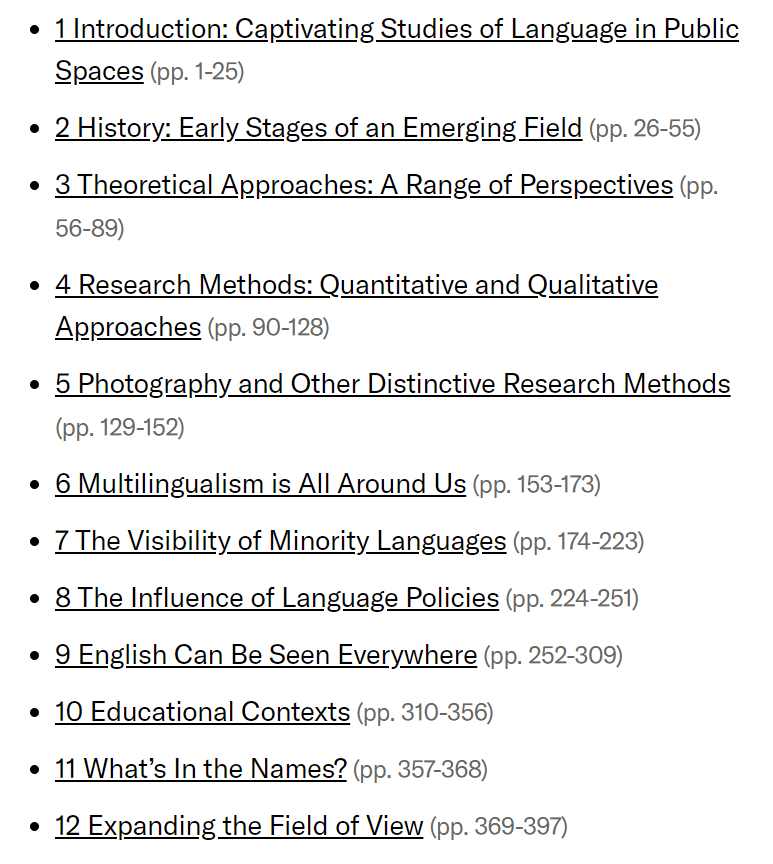 • 1 Introduction: Captivating Studies of Language in Public
Spaces (pp. 1-25)
• 2 History: Early Stages of an Emerging Field (pp. 26-55)
• 3 Theoretical Approaches: A Range of Perspectives (pp.
56-89)
• 4 Research Methods: Quantitative and Qualitative
Approaches (pp. 90-128)
• 5 Photography and Other Distinctive Research Methods
(pp. 129-152)
• 6 Multilingualism is All Around Us (pp. 153-173)
• 7 The Visibility of Minority Languages (pp. 174-223)
• 8 The Influence of Language Policies (pp. 224-251)
• 9 English Can Be Seen Everywhere (pp. 252-309)
• 10 Educational Contexts (pp. 310-356)
• 11 What’s In the Names? (pp. 357-368)
• 12 Expanding the Field of View (pp. 369-397)